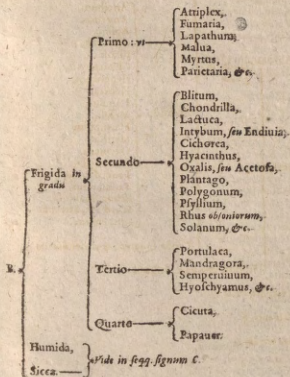 Atriplex,
Fumaria,
Lapathum,
Primo: vt
Malua,
Myrtus,
Parietaria, &c.
Blitum,
Chondrilla,
Lactuca,
Intybum, seu Endiuia,
Cichorea,
Hyacinthus,
Secundo
Oxalis, seu Acetosa,
Plantago,
Polygonum,
Psyllium,
Rhus obsoniorum,
Solanum, &c.
B.
Frigida in
gradu
Portulaca,
Tertio
Mandragora,
Semperuiuum,
Hyoschyamus, &c.
Quarto
Cicuta,
Papauer.
Humida,
Sicca
Vide in seqq. signum C.